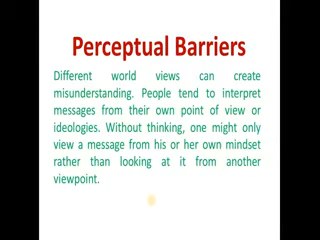 Perceptual Barriers
Different world views can create
misunderstanding. People tend to interpret
messages from their own point of view or
ideologies. Without thinking, one might only
view a message from his or her own mindset
rather than looking at it from another
viewpoint.